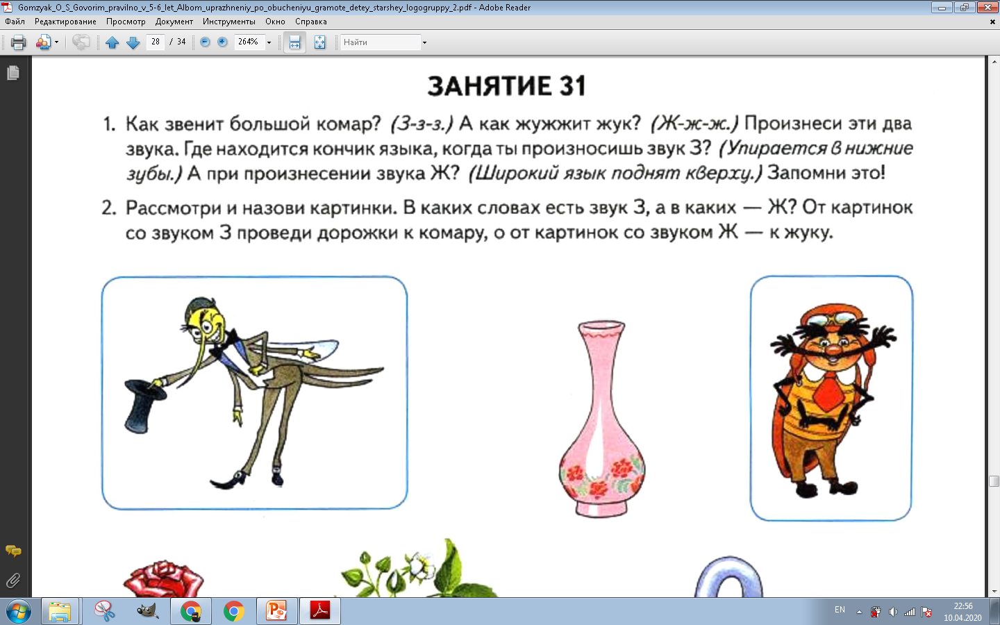 Gomzyak_O_S_Govorim_pravilno_v_5-6_let_Albom_uprazhneniy_po_obucheniyu_gramote_detey_starshey_logogruppy_2.pdf - Adobe Reader
Файл Редактирование Просмотр Документ Инструменты Окно Справка
28 / 34 264% Найти
ЗАНЯТИЕ 31
1. Как звенит большой комар? (З-з-з.) А как жужжит жук? (Ж-ж-ж.) Произнеси эти два
звука. Где находится кончик языка, когда ты произносишь звук З? (Упирается в нижние
зубы.) А при произнесении звука Ж? (Широкий язык поднят кверху.) Запомни это!
2. Рассмотри и назови картинки. В каких словах есть звук З, а в каких — Ж? От картинок
со звуком З проведи дорожки к комару, о от картинок со звуком Ж — к жуку.
EN 22:56
10.04.2020